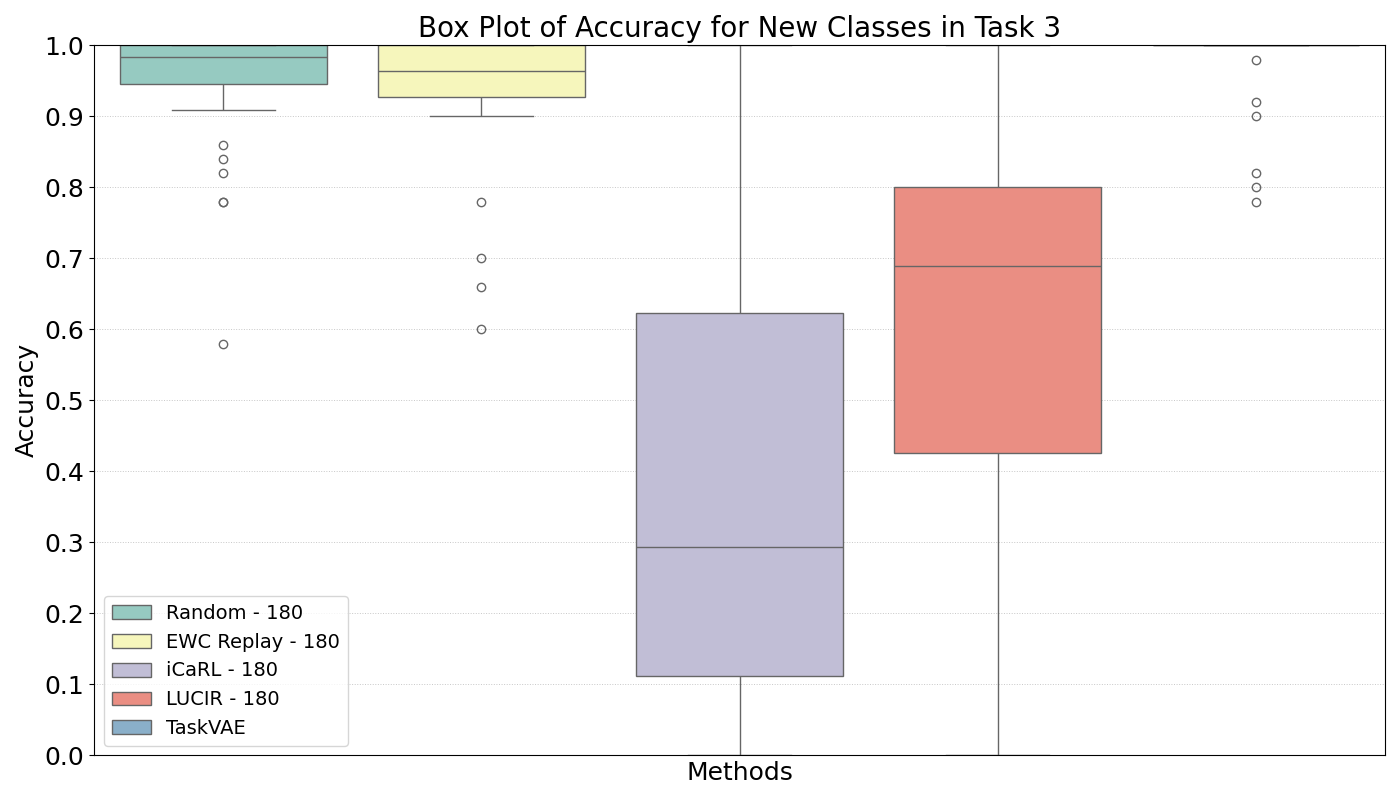 Box Plot of Accuracy for New Classes in Task 3
1.0
0.9
0.8
0.7
0.6
0.5
0.4
0.3
0.2
0.1
0.0
Accuracy
Random - 180
EWC Replay - 180
iCaRL - 180
LUCIR - 180
TaskVAE
Methods